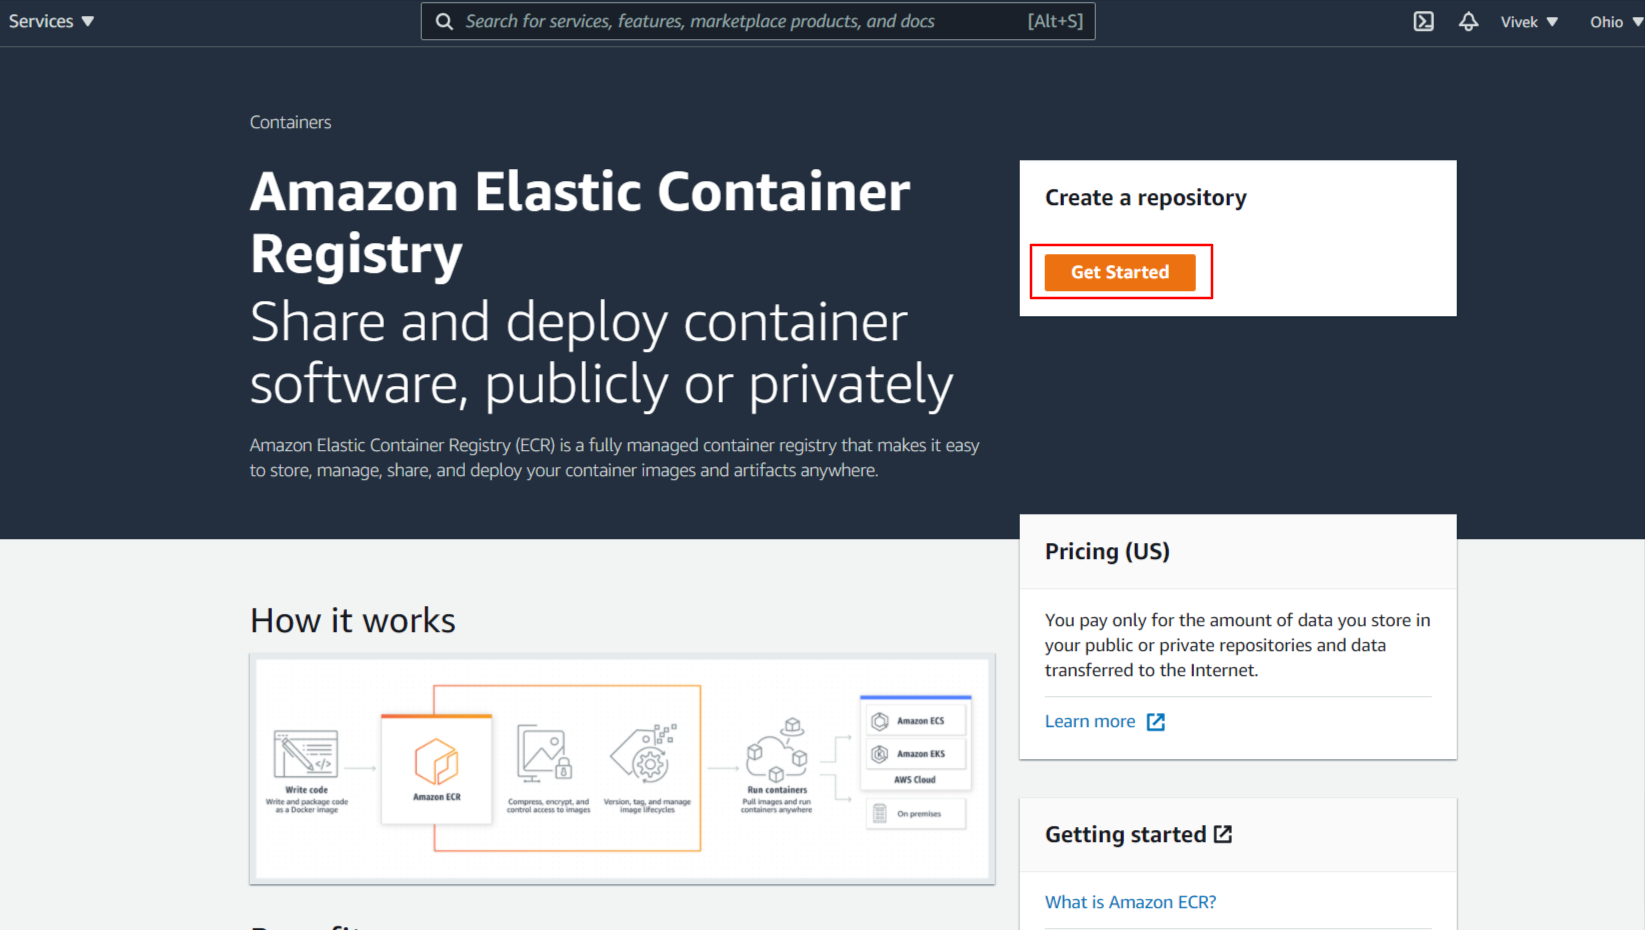 Services
Search for services, features, marketplace products, and docs
[Alt+S]
Vivek
Ohio
Containers
Amazon Elastic Container
Registry
Share and deploy container
software, publicly or privately
Amazon Elastic Container Registry (ECR) is a fully managed container registry that makes it easy
to store, manage, share, and deploy your container images and artifacts anywhere.
Create a repository
Get Started
Pricing (US)
You pay only for the amount of data you store in
your public or private repositories and data
transferred to the Internet.
Learn more
How it works
Write code
Write and package code
as a Docker image
Amazon ECR
Compress, encrypt, and
control access to images
Version, tag, and manage
image lifecycles
Run containers
Pull images and run
containers anywhere
Amazon ECS
Amazon EKS
AWS Cloud
On premises
Getting started
What is Amazon ECR?